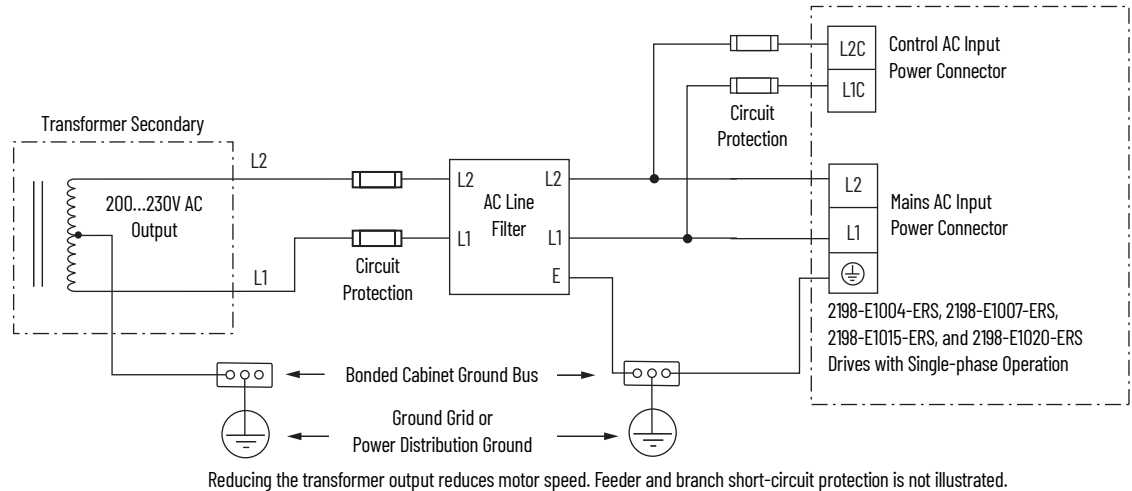 L2C
Control AC Input
Power Connector
L1C
Circuit
Protection
Transformer Secondary
L2
200...230V AC
Output
L1
Circuit
Protection
L2
L2
AC Line
Filter
L1
L1
E
L2
Mains AC Input
Power Connector
L1
2198-E1004-ERS, 2198-E1007-ERS,
2198-E1015-ERS, and 2198-E1020-ERS
Drives with Single-phase Operation
Bonded Cabinet Ground Bus
Ground Grid or
Power Distribution Ground
Reducing the transformer output reduces motor speed. Feeder and branch short-circuit protection is not illustrated.